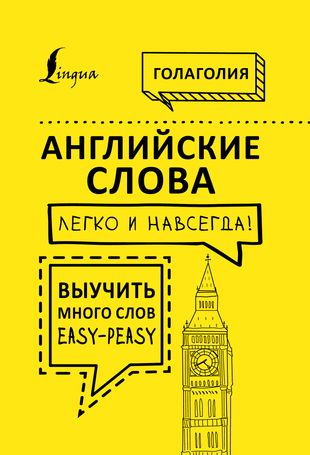 Lingua
ГОЛАГОЛИЯ
АНГЛИЙСКИЕ
СЛОВА
ЛЕГКО И НАВСЕГДА!
ВЫУЧИТЬ
МНОГО СЛОВ
EASY-PEASY